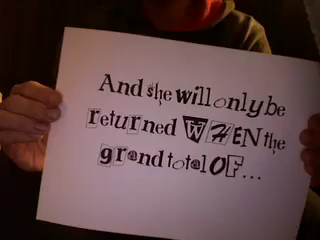 And she will only be
returned WHEN the
grand total OF...